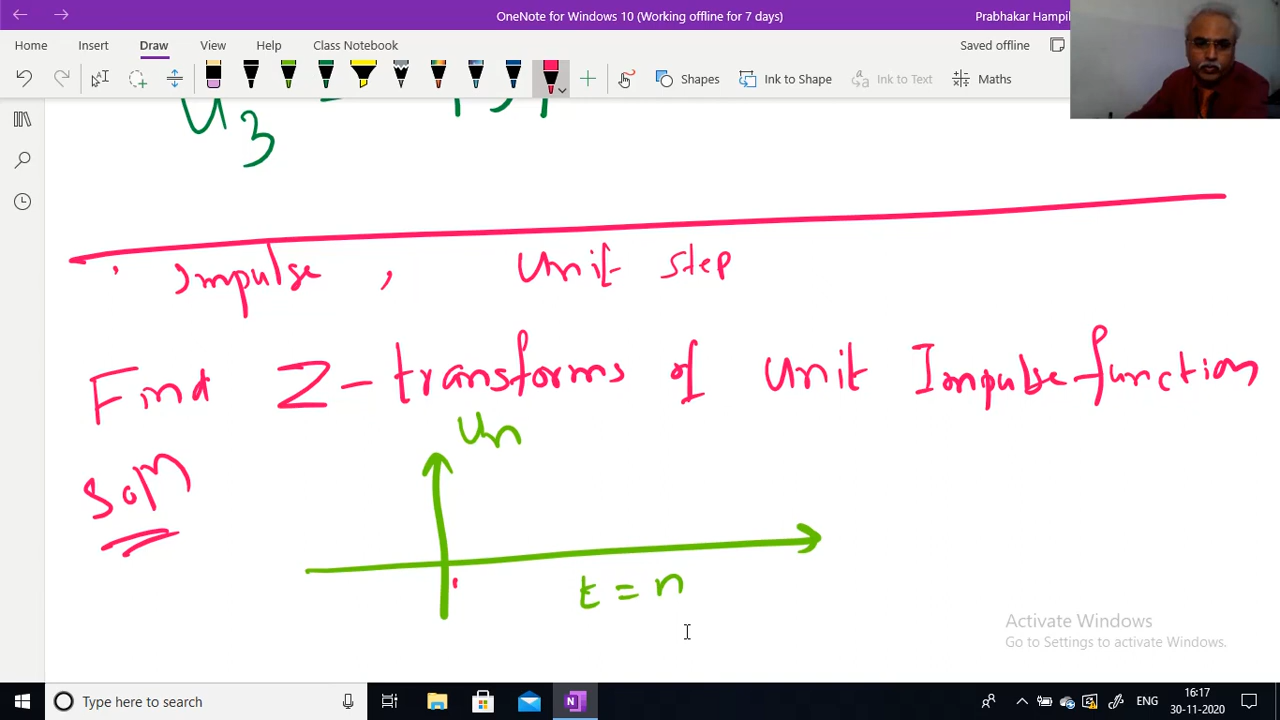 OneNote for Windows 10 (Working offline for 7 days)
Prabhakar Hampil
Home Insert Draw View Help Class Notebook Saved offline
Shapes Ink to Shape Ink to Text Maths
u3 =
Impulse, Unit step
Find Z-transforms of Unit Impulse-function
Soln
Un
t = n
Activate Windows
Go to Settings to activate Windows.
Type here to search
ENG
16:17
30-11-2020